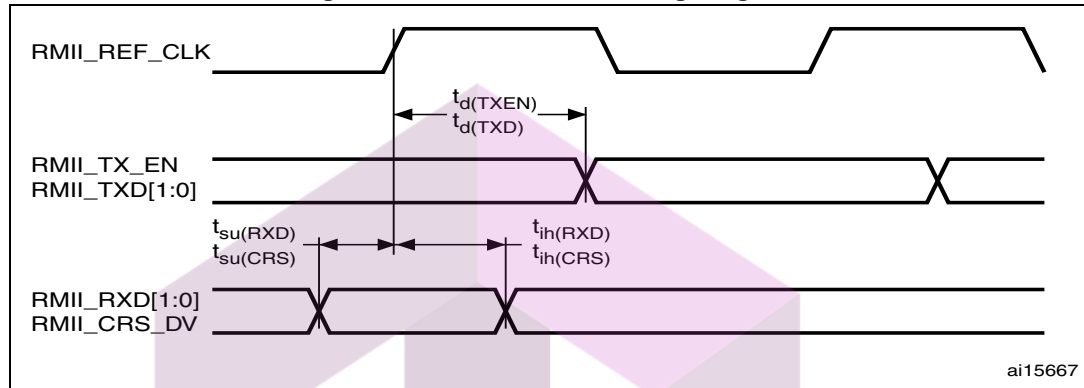 RMII_REF_CLK
td(TXEN)
td(TXD)
RMII_TX_EN
RMII_TXD[1:0]
tsu(RXD)
tsu(CRS)
tih(RXD)
tih(CRS)
RMII_RXD[1:0]
RMII_CRS_DV
ai15667